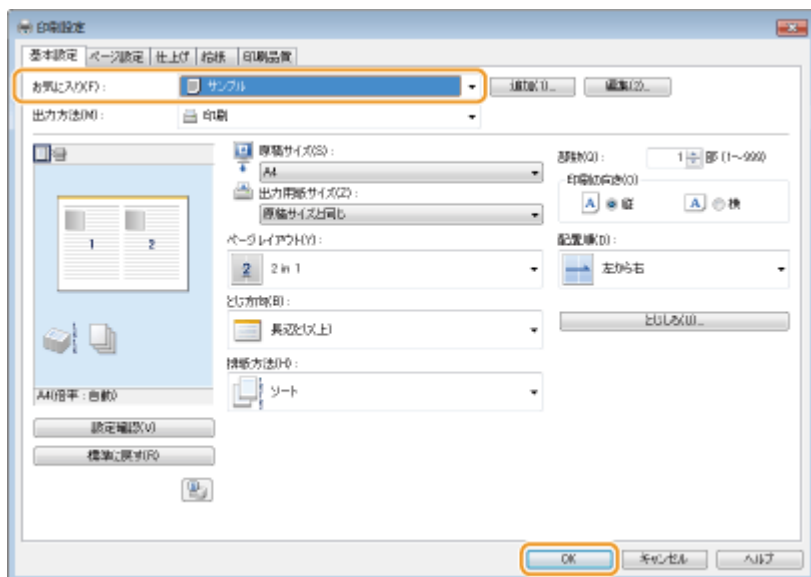 印刷設定
基本設定 ページ設定 仕上げ 給紙 印刷品質
お気に入り(F): サンプル 追加(1)... 編集(2)...
出力方法(M): 印刷
原稿サイズ(S):
A4
出力用紙サイズ(Z):
原稿サイズと同じ
部数(Q): 1 部 (1~999)
印刷の向き(O)
A 縦 A 横
ページレイアウト(Y):
2 2 in 1
配置順(D):
左から右
1 2
とじ方向(B):
長辺とじ(上)
とじしろ(U)...
排紙方法(H):
ソート
A4(倍率:自動)
設定確認(V)
標準に戻す(R)
OK キャンセル ヘルプ